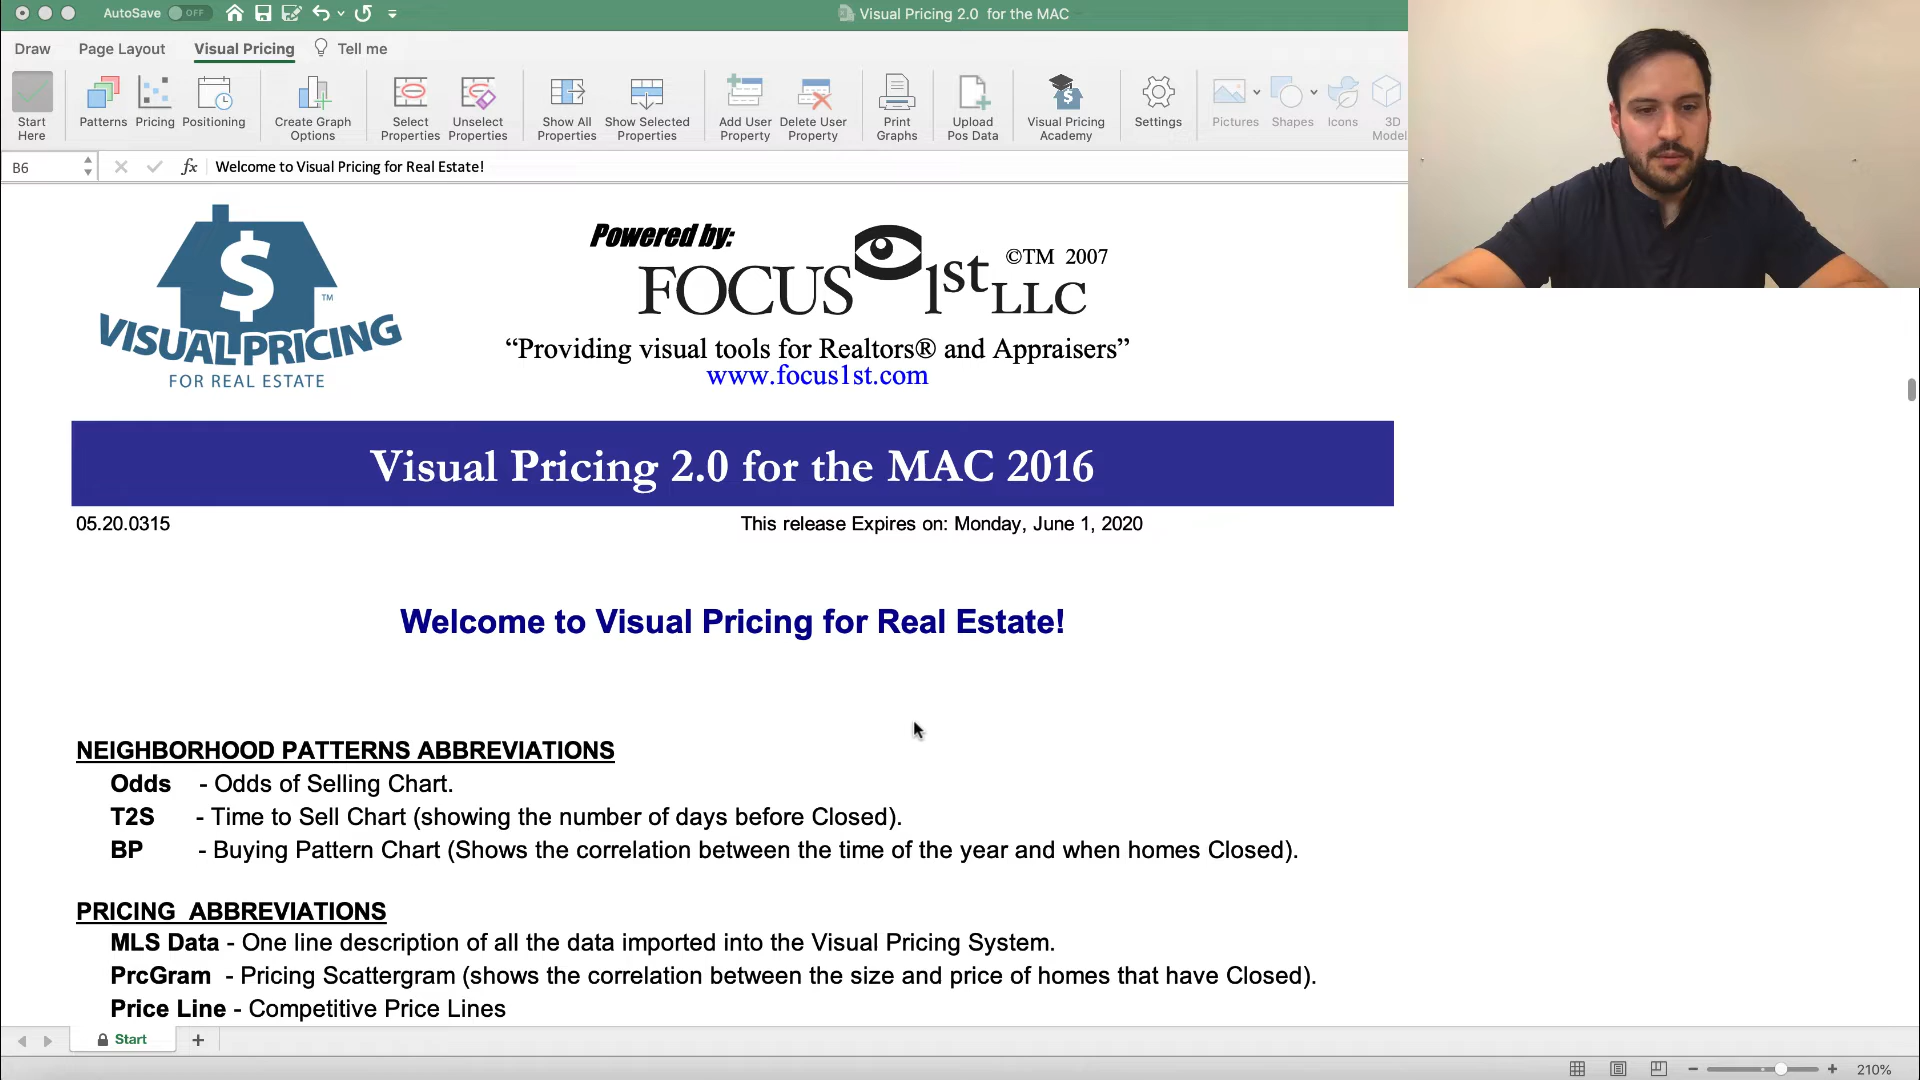 AutoSave OFF
Visual Pricing 2.0 for the MAC
Draw Page Layout Visual Pricing Tell me
Start Here
Patterns
Pricing
Positioning
Create Graph Options
Select Properties
Unselect Properties
Show All Properties
Show Selected Properties
Add User Property
Delete User Property
Print Graphs
Upload Pos Data
Visual Pricing Academy
Settings
Pictures
Shapes
Icons
3D Model
B6 fx Welcome to Visual Pricing for Real Estate!
$
TM
VISUAL PRICING
FOR REAL ESTATE
Powered by:
FOCUS 1st LLC ©TM 2007
“Providing visual tools for Realtors® and Appraisers”
www.focus1st.com
Visual Pricing 2.0 for the MAC 2016
05.20.0315 This release Expires on: Monday, June 1, 2020
Welcome to Visual Pricing for Real Estate!
NEIGHBORHOOD PATTERNS ABBREVIATIONS
Odds - Odds of Selling Chart.
T2S - Time to Sell Chart (showing the number of days before Closed).
BP - Buying Pattern Chart (Shows the correlation between the time of the year and when homes Closed).
PRICING ABBREVIATIONS
MLS Data - One line description of all the data imported into the Visual Pricing System.
PrcGram - Pricing Scattergram (shows the correlation between the size and price of homes that have Closed).
Price Line - Competitive Price Lines
Start +
210%